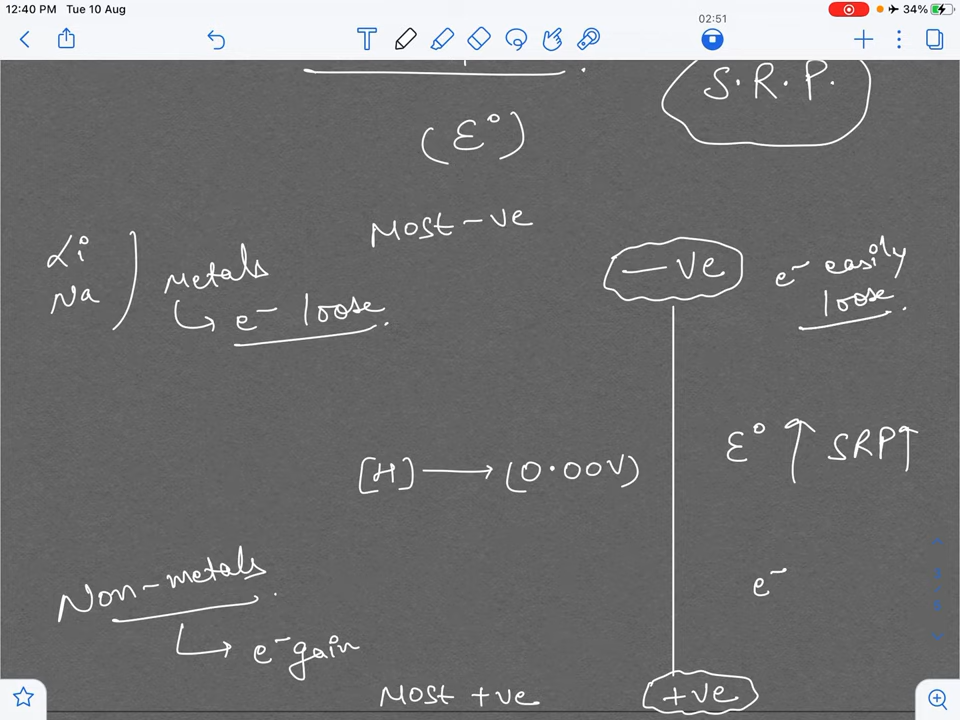 12:40 PM Tue 10 Aug
34%
02:51
T
S.R.P.
(E°)
Most -ve
Li
Na
Metals
e- loose
-ve
e- easily
loose.
E° ↑ SRP↑
[H] → (0.00V)
Non-metals
e- gain
e-
Most +ve
+ve